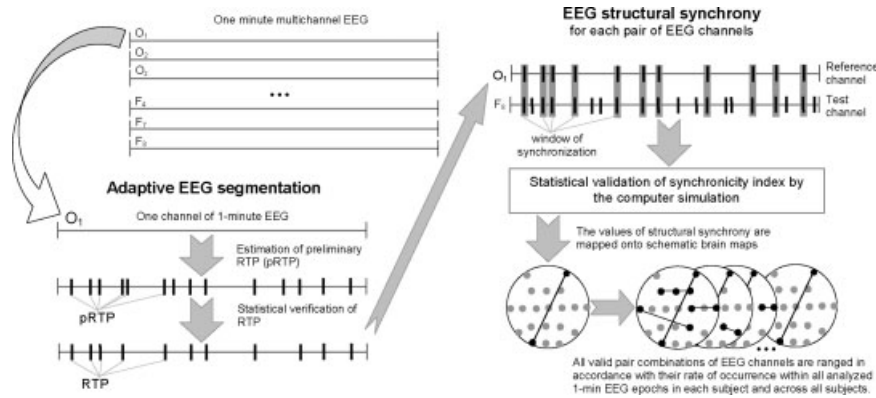 One minute multichannel EEG
O₁
O₂
O₃
•••
F₄
F₇
F₈
Adaptive EEG segmentation
O₁
One channel of 1-minute EEG
Estimation of preliminary
RTP (pRTP)
pRTP
Statistical verification of
RTP
RTP
EEG structural synchrony
for each pair of EEG channels
O₁
Reference
channel
F₈
Test
channel
window of
synchronization
Statistical validation of synchronicity index by
the computer simulation
The values of structural synchrony are
mapped onto schematic brain maps
•••
All valid pair combinations of EEG channels are ranged in
accordance with their rate of occurrence within all analyzed
1-min EEG epochs in each subject and across all subjects.